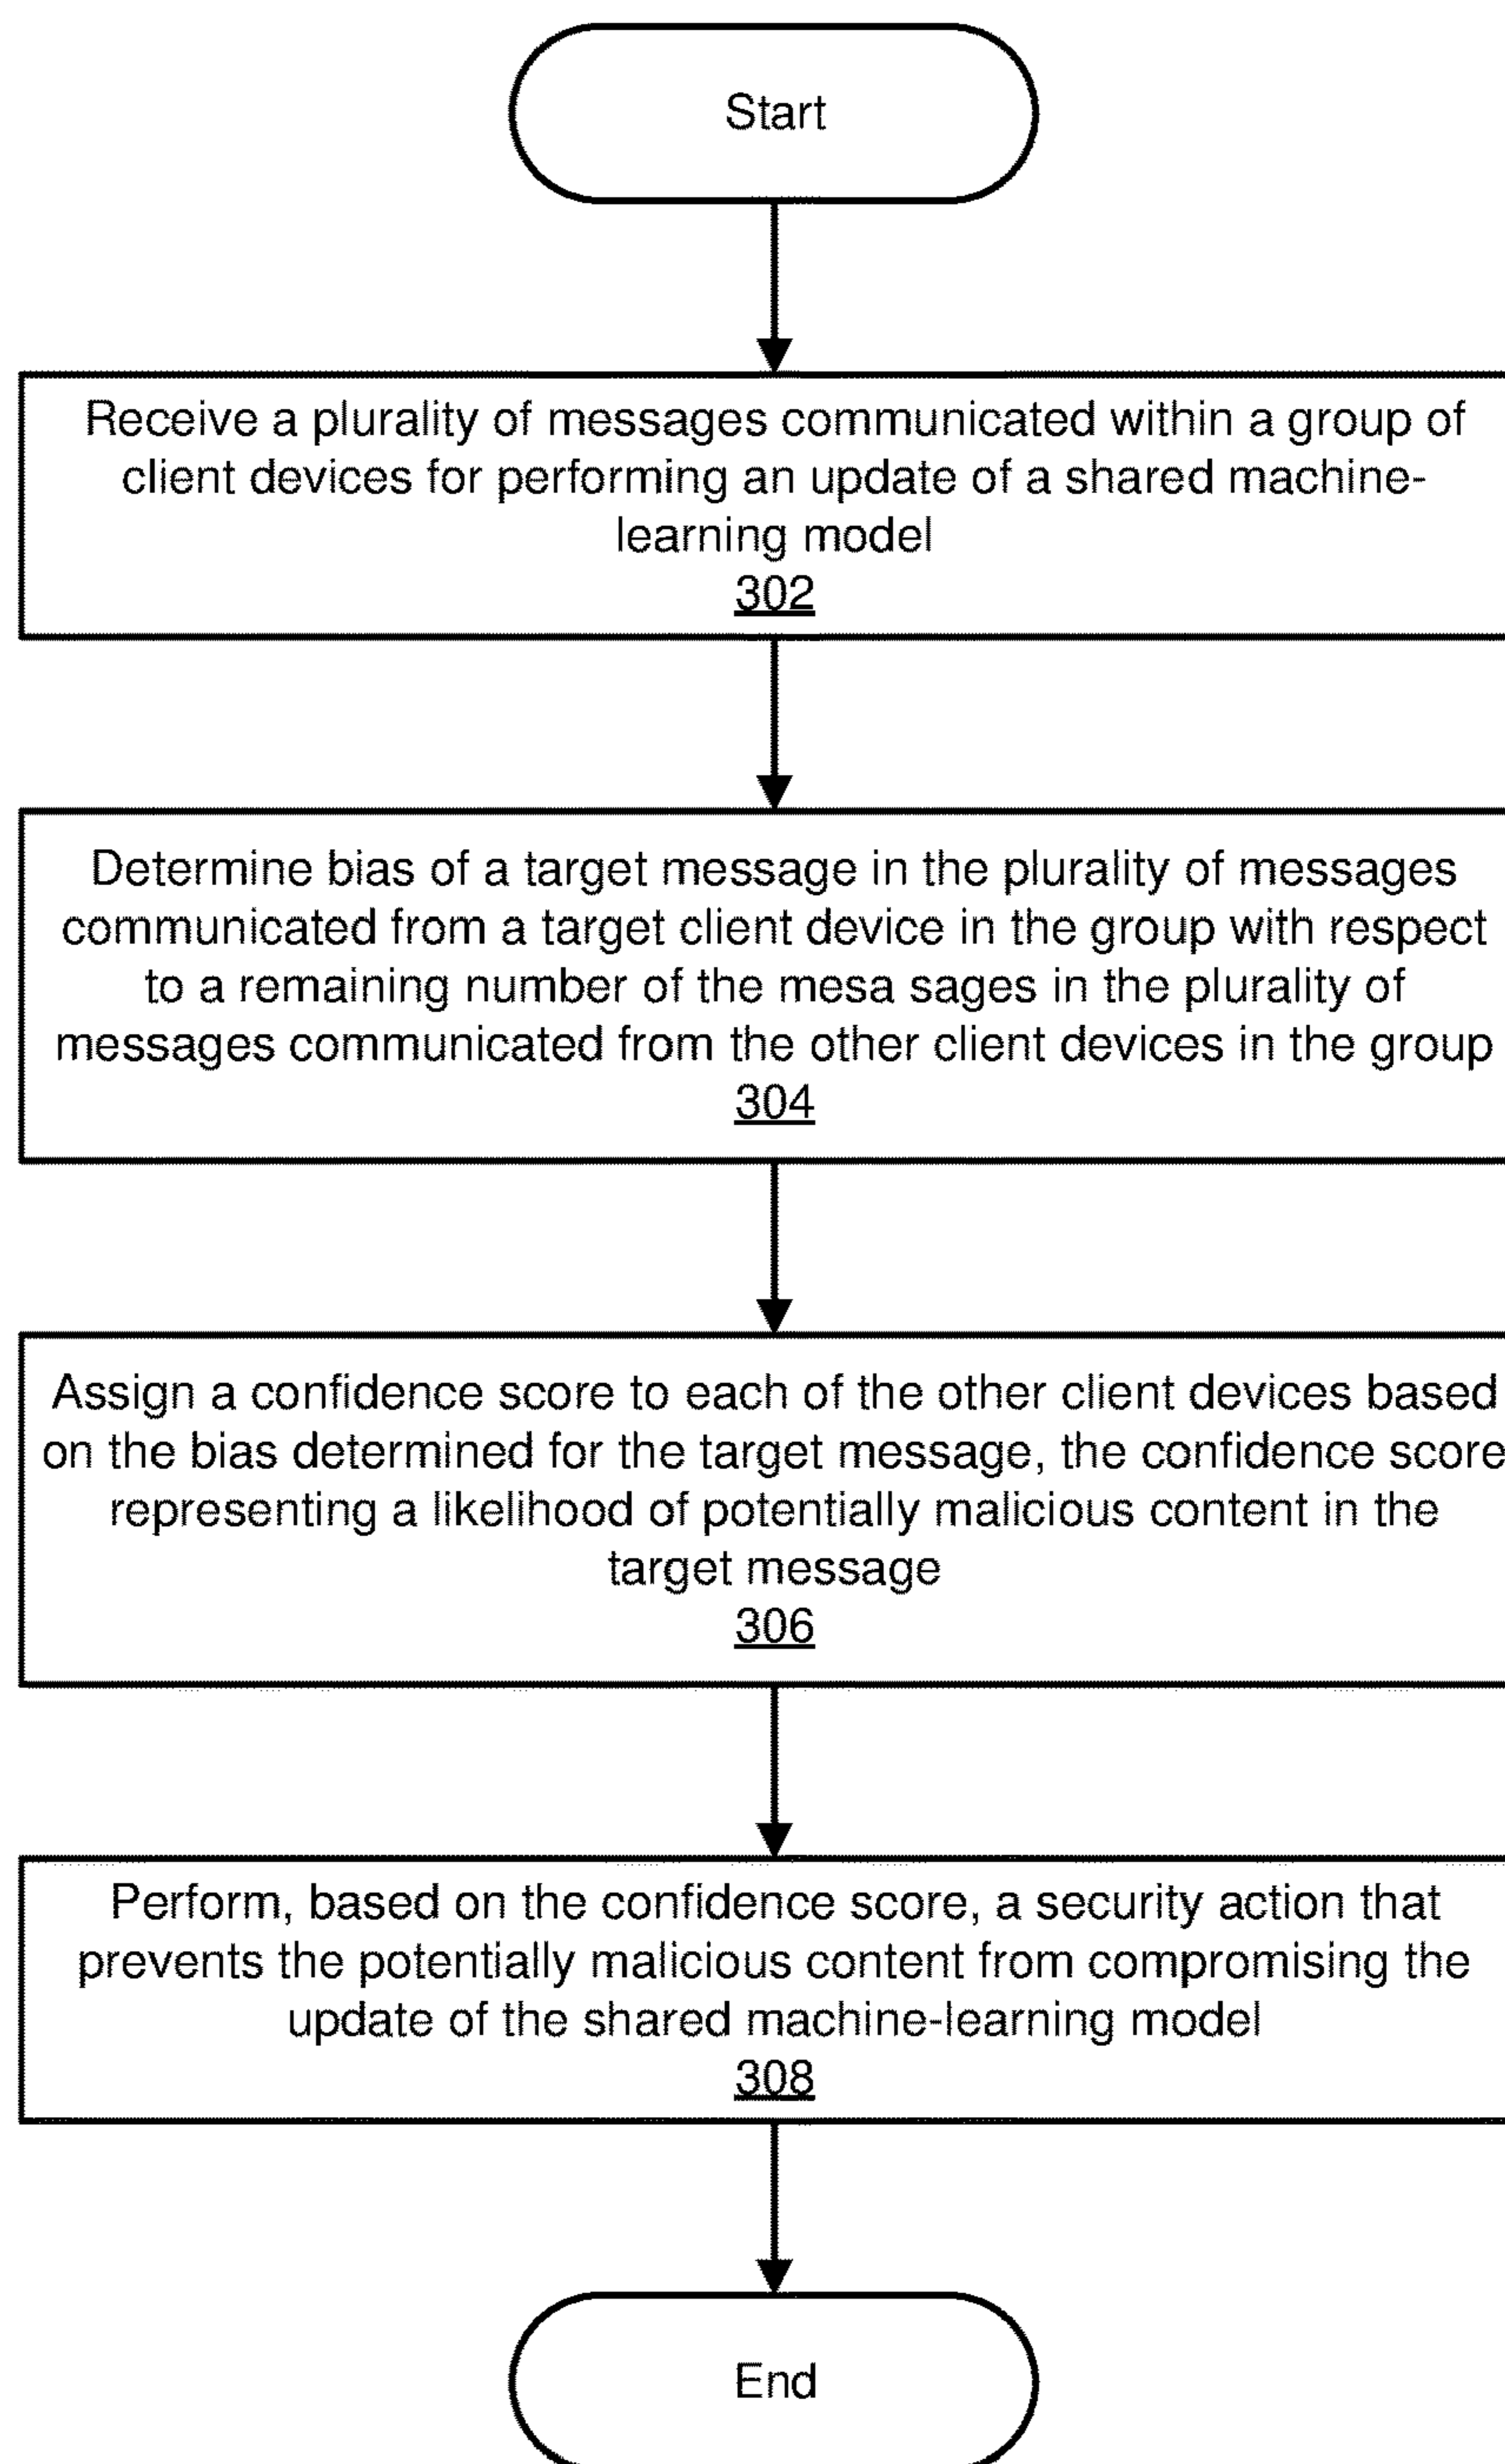 Start
Receive a plurality of messages communicated within a group of
client devices for performing an update of a shared machine-
learning model
302
Determine bias of a target message in the plurality of messages
communicated from a target client device in the group with respect
to a remaining number of the mesa sages in the plurality of
messages communicated from the other client devices in the group
304
Assign a confidence score to each of the other client devices based
on the bias determined for the target message, the confidence score
representing a likelihood of potentially malicious content in the
target message
306
Perform, based on the confidence score, a security action that
prevents the potentially malicious content from compromising the
update of the shared machine-learning model
308
End